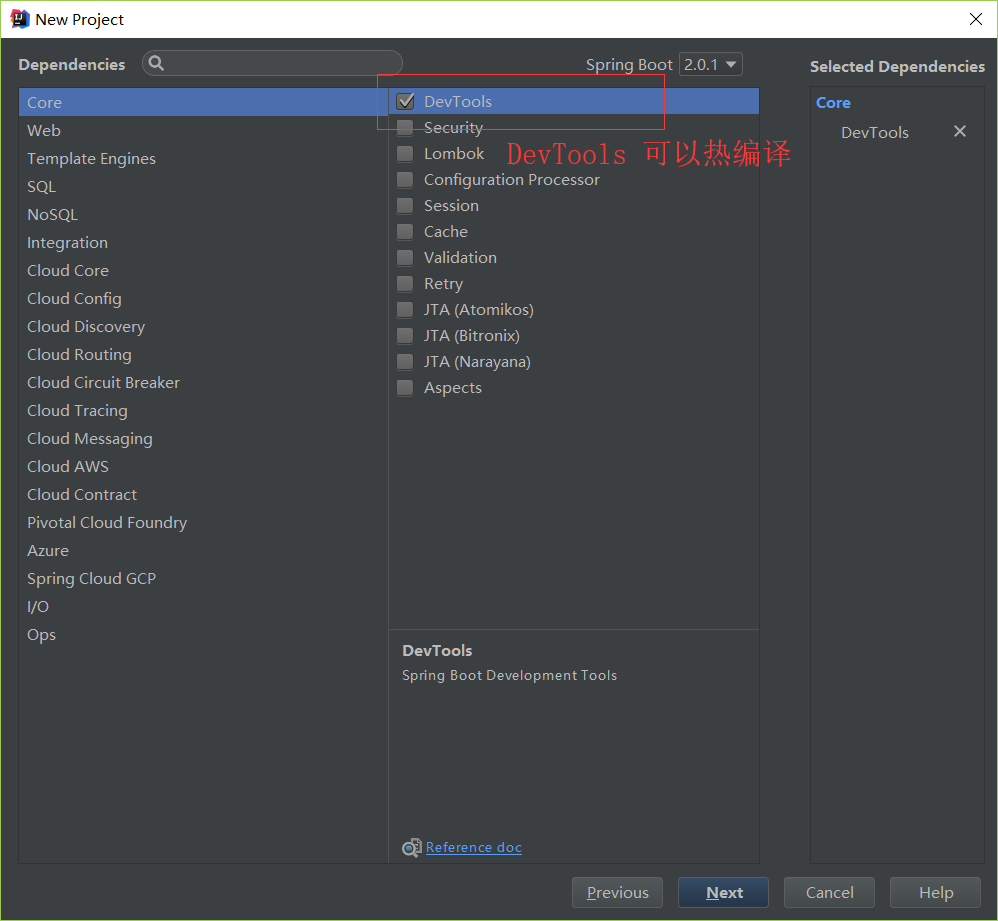 New Project
Dependencies
Spring Boot 2.0.1
Selected Dependencies
Core
Web
Template Engines
SQL
NoSQL
Integration
Cloud Core
Cloud Config
Cloud Discovery
Cloud Routing
Cloud Circuit Breaker
Cloud Tracing
Cloud Messaging
Cloud AWS
Cloud Contract
Pivotal Cloud Foundry
Azure
Spring Cloud GCP
I/O
Ops
DevTools
Security
Lombok
DevTools 可以热编译
Configuration Processor
Session
Cache
Validation
Retry
JTA (Atomikos)
JTA (Bitronix)
JTA (Narayana)
Aspects
DevTools
Spring Boot Development Tools
Reference doc
Core
DevTools
Previous
Next
Cancel
Help